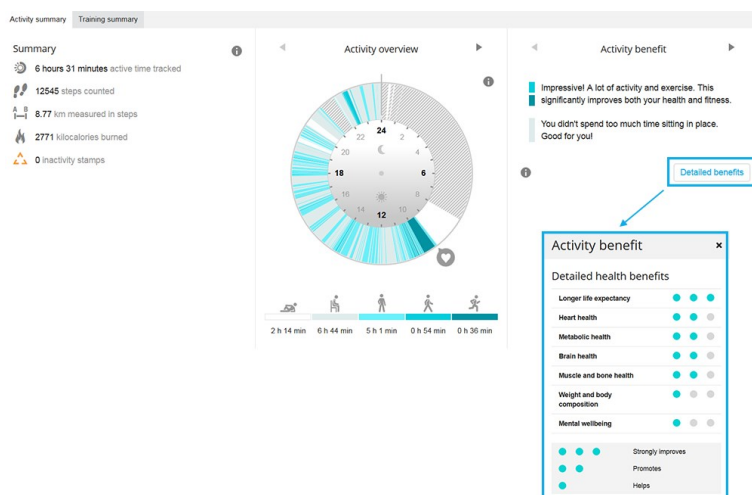 Activity summary
Training summary
Summary
6 hours 31 minutes active time tracked
12545 steps counted
A B
8.77 km measured in steps
2771 kilocalories burned
0 inactivity stamps
Activity overview
24
22
2
20
4
18
6
16
8
14
10
12
2 h 14 min
6 h 44 min
5 h 1 min
0 h 54 min
0 h 36 min
Activity benefit
Impressive! A lot of activity and exercise. This
significantly improves both your health and fitness.
You didn't spend too much time sitting in place.
Good for you!
Detailed benefits
Activity benefit
×
Detailed health benefits
Longer life expectancy
Heart health
Metabolic health
Brain health
Muscle and bone health
Weight and body
composition
Mental wellbeing
Strongly improves
Promotes
Helps